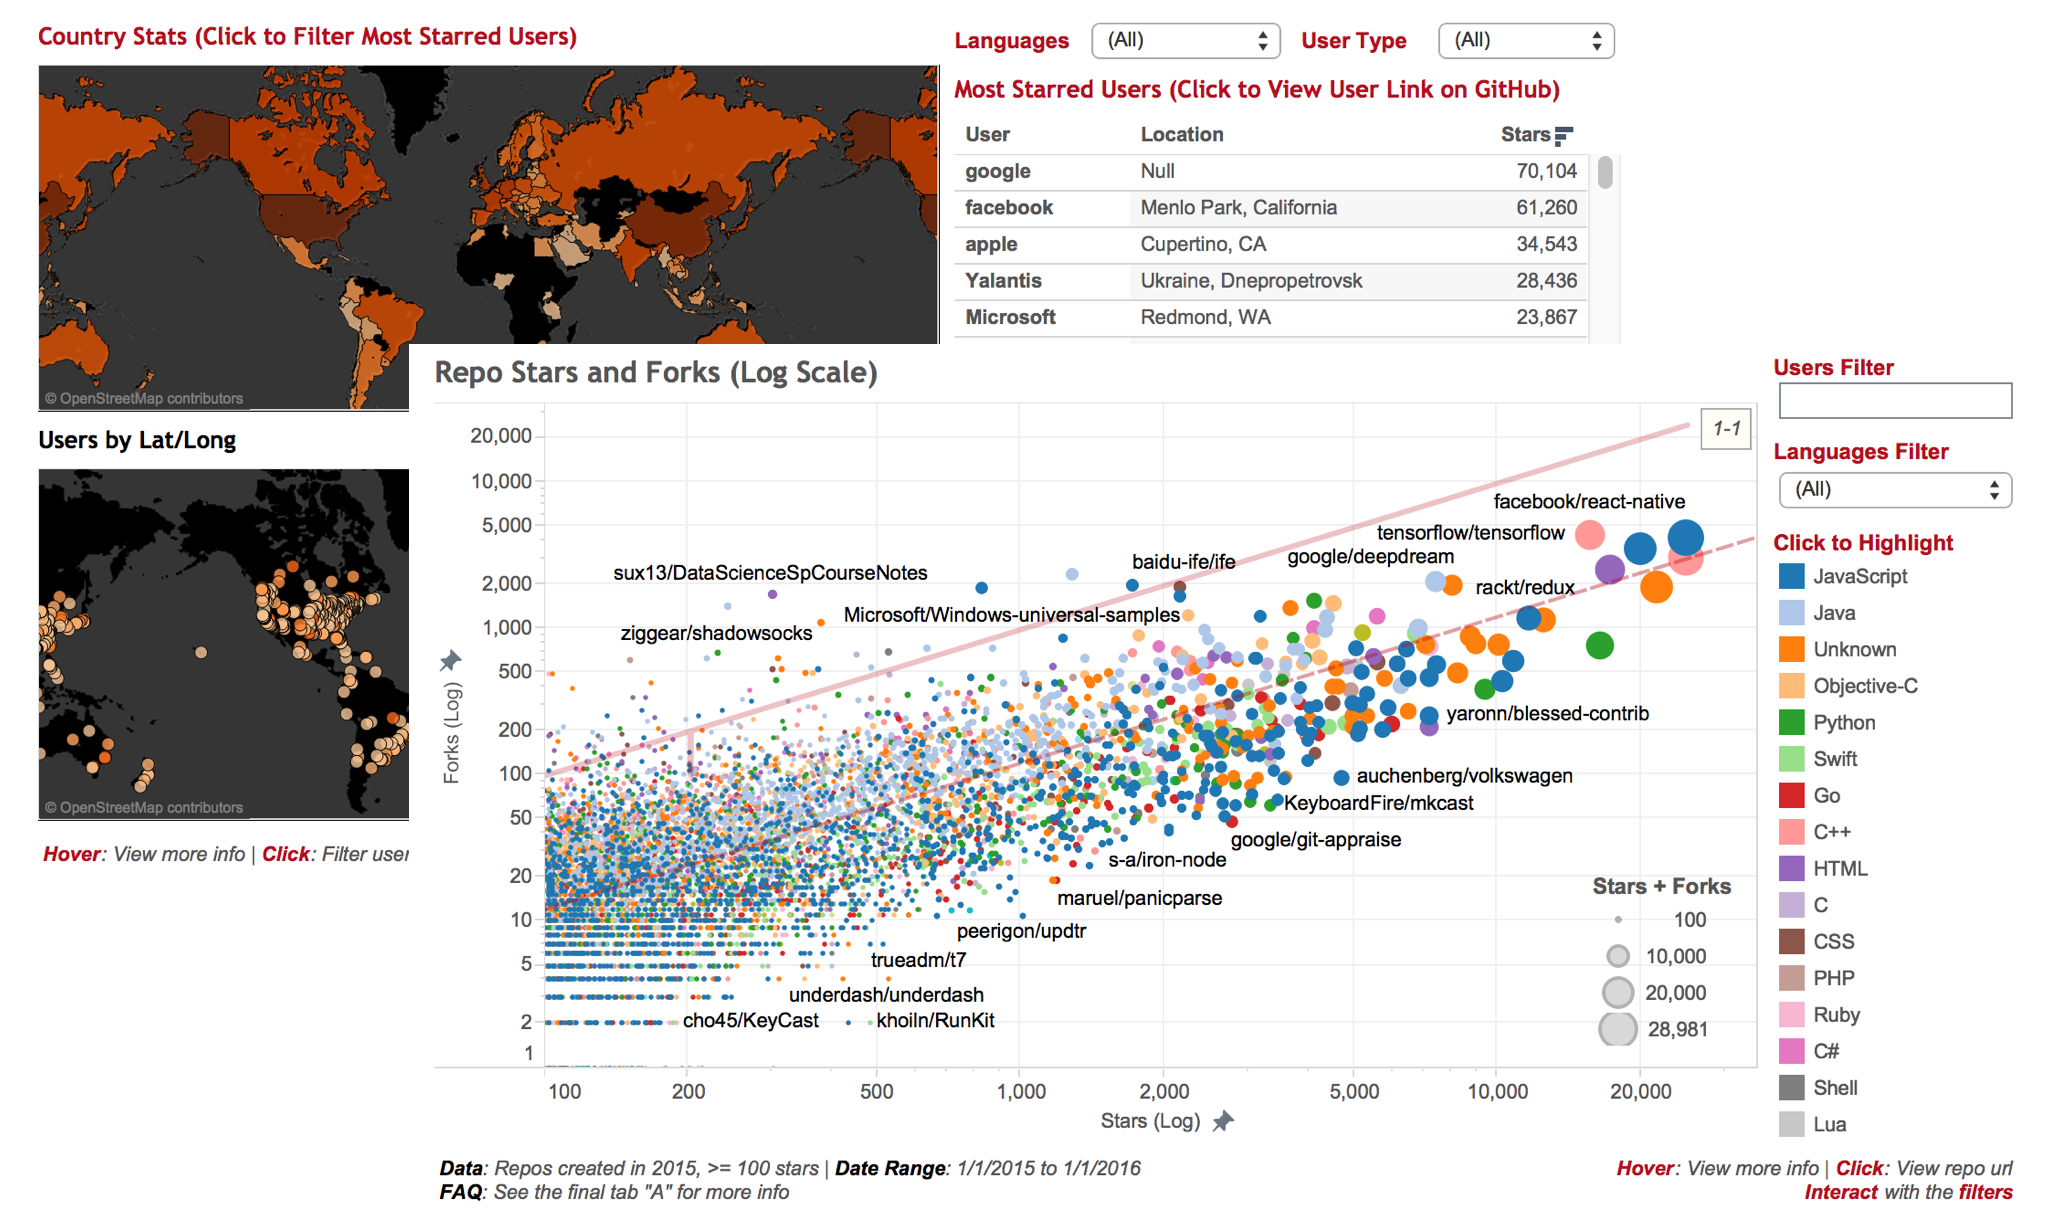 Country Stats (Click to Filter Most Starred Users)
Languages (All) User Type (All)
Most Starred Users (Click to View User Link on GitHub)
User Location Stars
google Null 70,104
facebook Menlo Park, California 61,260
apple Cupertino, CA 34,543
Yalantis Ukraine, Dnepropetrovsk 28,436
Microsoft Redmond, WA 23,867
© OpenStreetMap contributors
Users by Lat/Long
© OpenStreetMap contributors
Hover: View more info | Click: Filter user
Repo Stars and Forks (Log Scale)
Forks (Log)
20,000
10,000
5,000
2,000
1,000
500
200
100
50
20
10
5
2
1
1-1
facebook/react-native
tensorflow/tensorflow
google/deepdream
baidu-ife/ife
sux13/DataScienceSpCourseNotes
rackt/redux
Microsoft/Windows-universal-samples
ziggear/shadowsocks
yaronn/blessed-contrib
auchenberg/volkswagen
KeyboardFire/mkcast
google/git-appraise
s-a/iron-node
maruel/panicparse
peerigon/updtr
trueadm/t7
underdash/underdash
cho45/KeyCast
khoiln/RunKit
Stars + Forks
100
10,000
20,000
28,981
100 200 500 1,000 2,000 5,000 10,000 20,000
Stars (Log)
Users Filter
Languages Filter
(All)
Click to Highlight
JavaScript
Java
Unknown
Objective-C
Python
Swift
Go
C++
HTML
C
CSS
PHP
Ruby
C#
Shell
Lua
Data: Repos created in 2015, >= 100 stars | Date Range: 1/1/2015 to 1/1/2016
FAQ: See the final tab "A" for more info
Hover: View more info | Click: View repo url
Interact with the filters